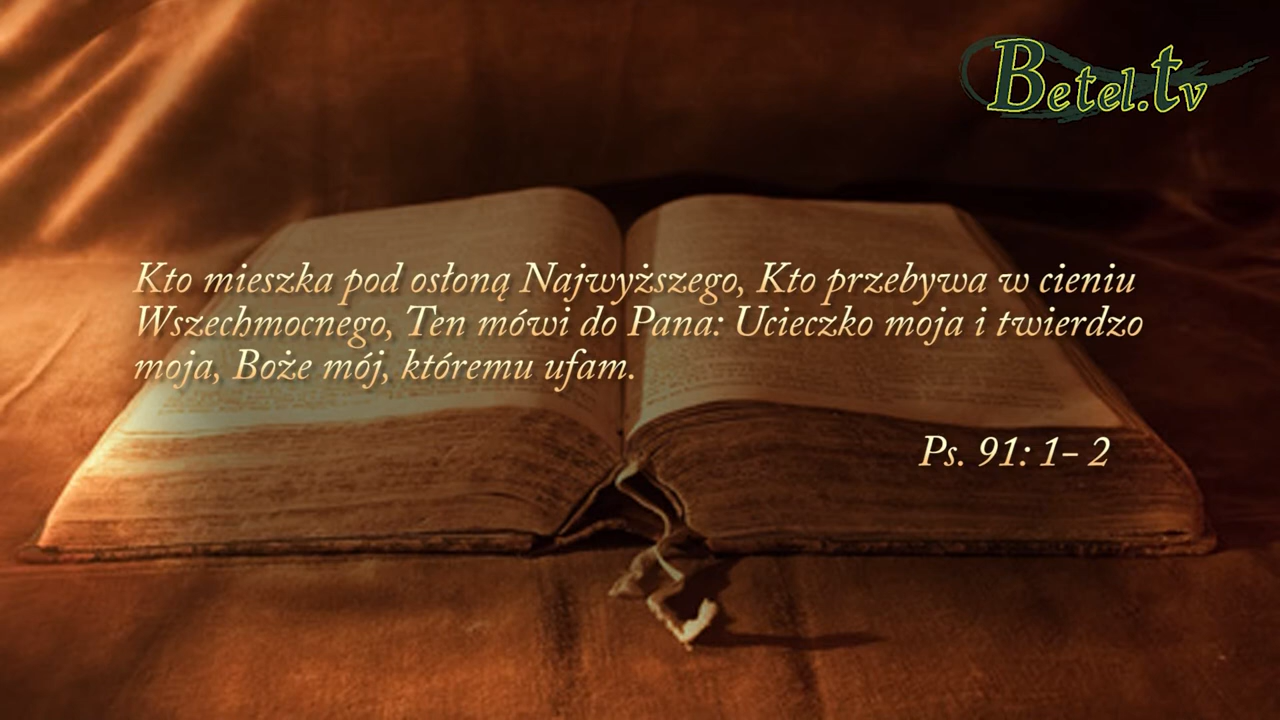 Betel.tv
Kto mieszka pod osłoną Najwyższego, Kto przebywa w cieniu
Wszechmocnego, Ten mówi do Pana: Ucieczko moja i twierdzo
moja, Boże mój, któremu ufam.
Ps. 91: 1- 2